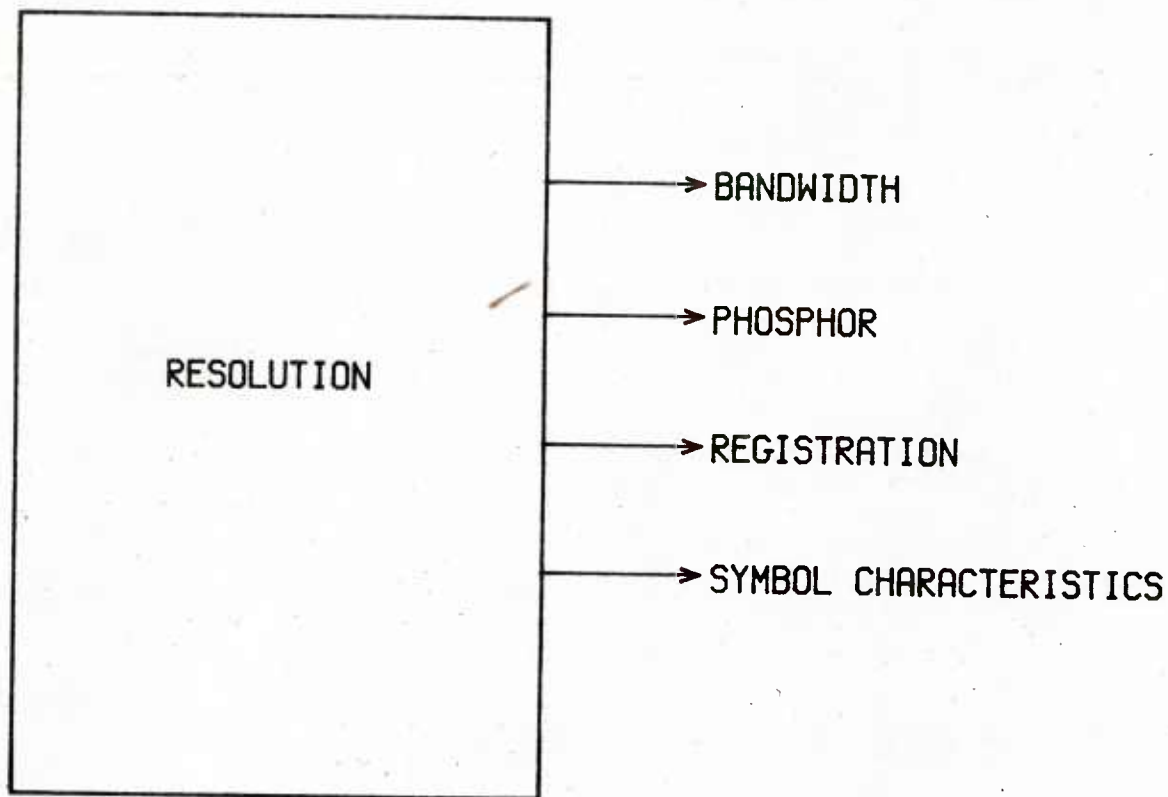 BANDWIDTH
PHOSPHOR
RESOLUTION
REGISTRATION
SYMBOL CHARACTERISTICS